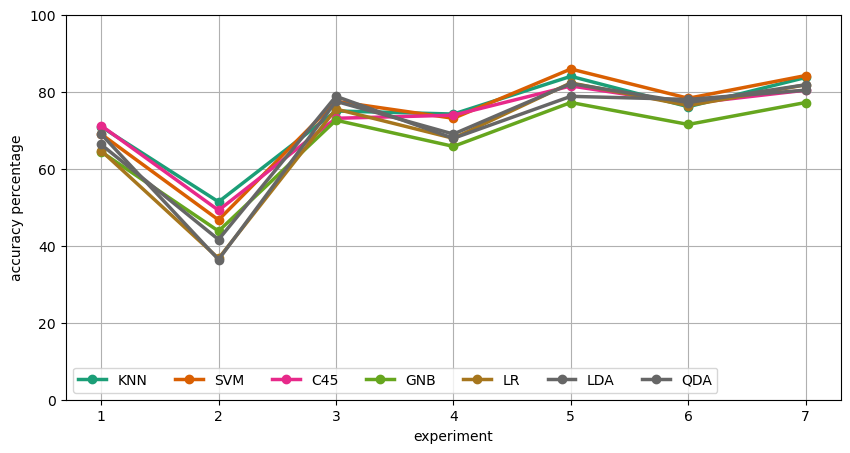 100
80
60
40
20
0
accuracy percentage
KNN SVM C45 GNB LR LDA QDA
1 2 3 4 5 6 7
experiment